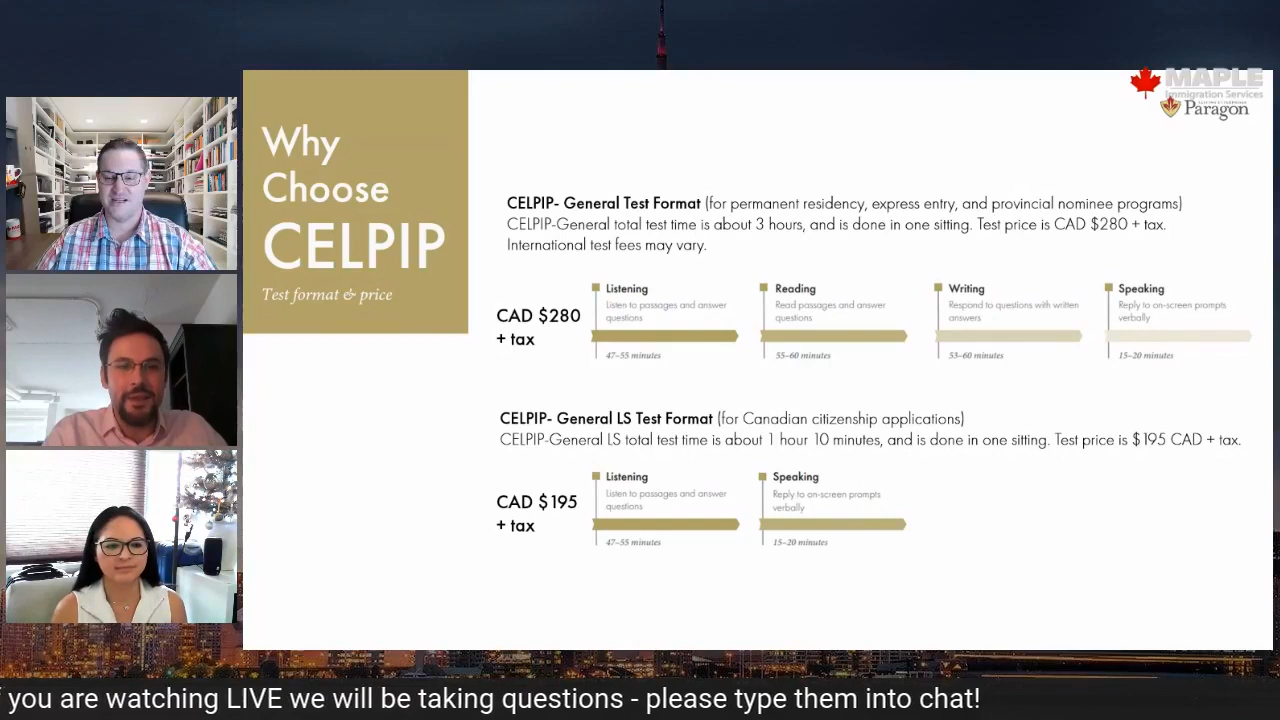 MAPLE
Immigration Services
Paragon
Why
Choose
CELPIP
Test format & price
CELPIP- General Test Format (for permanent residency, express entry, and provincial nominee programs)
CELPIP-General total test time is about 3 hours, and is done in one sitting. Test price is CAD $280 + tax.
International test fees may vary.
CAD $280
+ tax
Listening
Listen to passages and answer
questions
47–55 minutes
Reading
Read passages and answer
questions
55–60 minutes
Writing
Respond to questions with written
answers
53–60 minutes
Speaking
Reply to on-screen prompts
verbally
15–20 minutes
CELPIP- General LS Test Format (for Canadian citizenship applications)
CELPIP-General LS total test time is about 1 hour 10 minutes, and is done in one sitting. Test price is $195 CAD + tax.
CAD $195
+ tax
Listening
Listen to passages and answer
questions
47–55 minutes
Speaking
Reply to on-screen prompts
verbally
15–20 minutes
f you are watching LIVE we will be taking questions - please type them into chat!